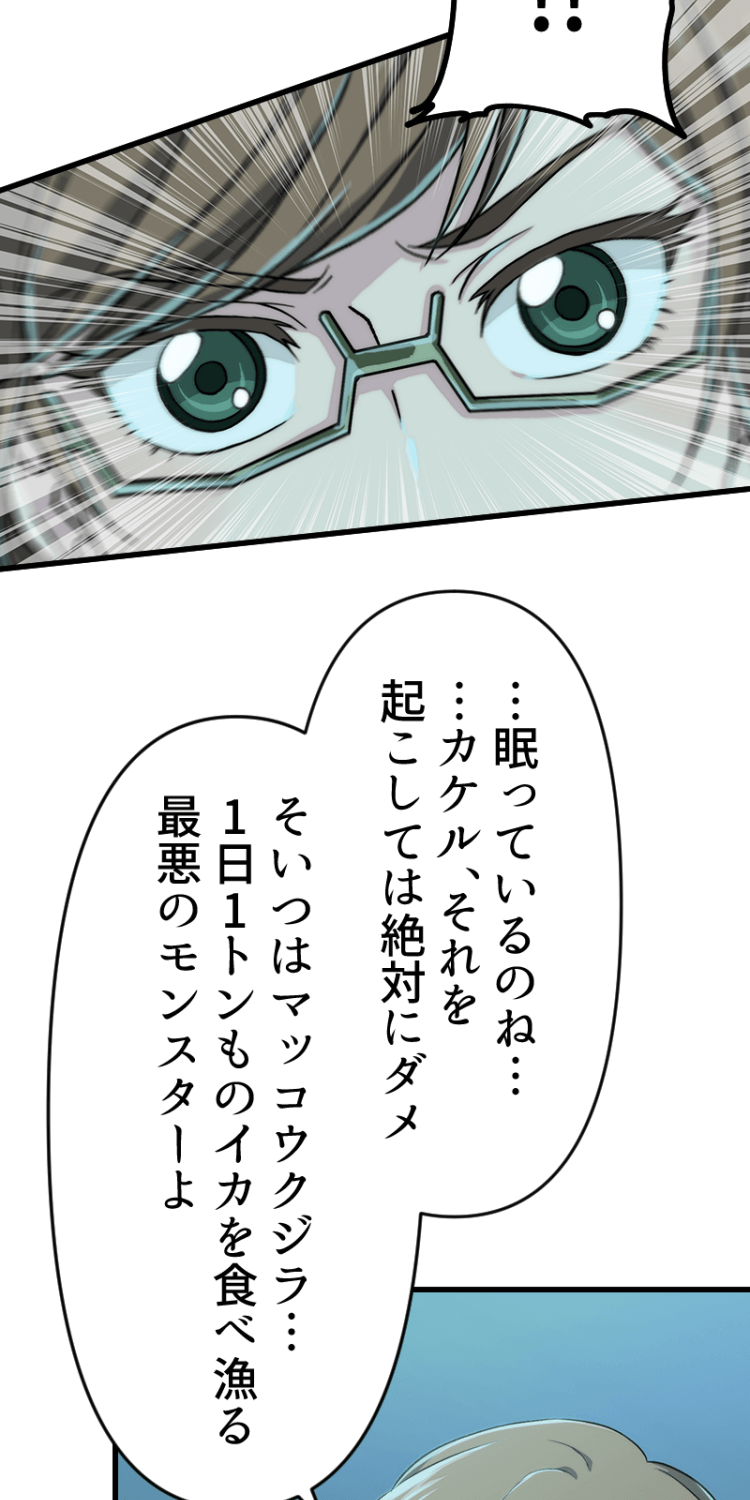 !!
…眠っているのね…
…カケル、それを
起こしては絶対にダメ
そいつはマッコウクジラ…
1日1トンものイカを食べ漁る
最悪のモンスターよ